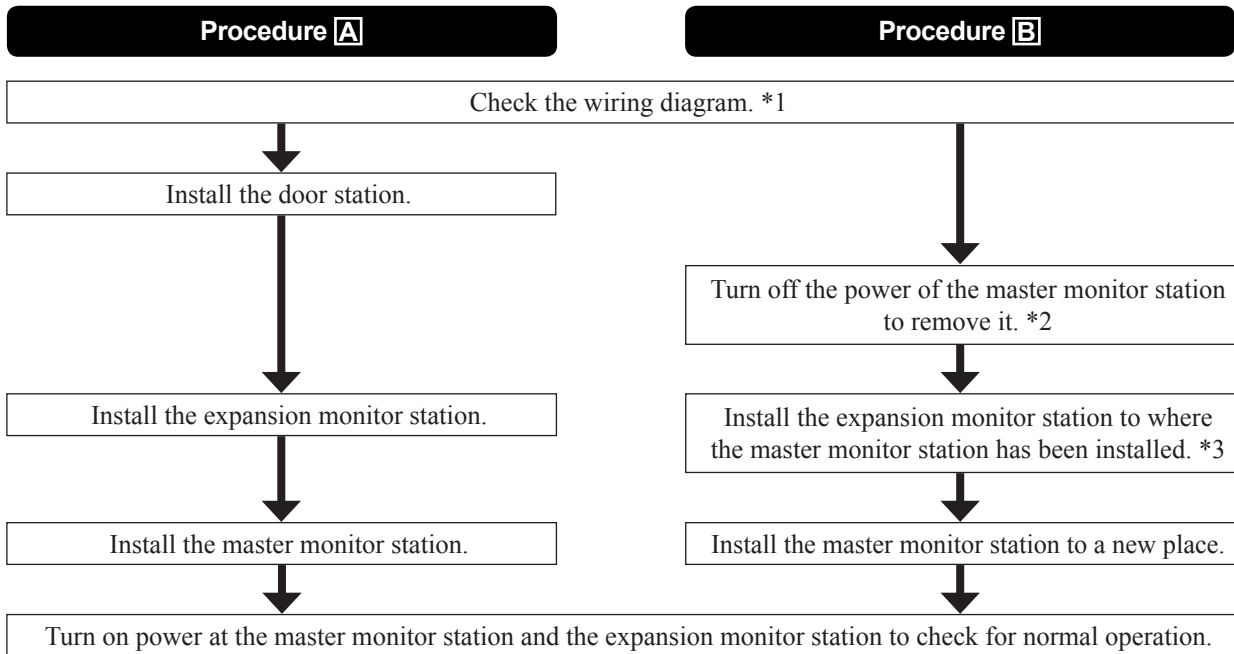 Procedure A
Procedure B
Check the wiring diagram. *1
Install the door station.
Turn off the power of the master monitor station
to remove it. *2
Install the expansion monitor station.
Install the expansion monitor station to where
the master monitor station has been installed. *3
Install the master monitor station.
Install the master monitor station to a new place.
Turn on power at the master monitor station and the expansion monitor station to check for normal operation.